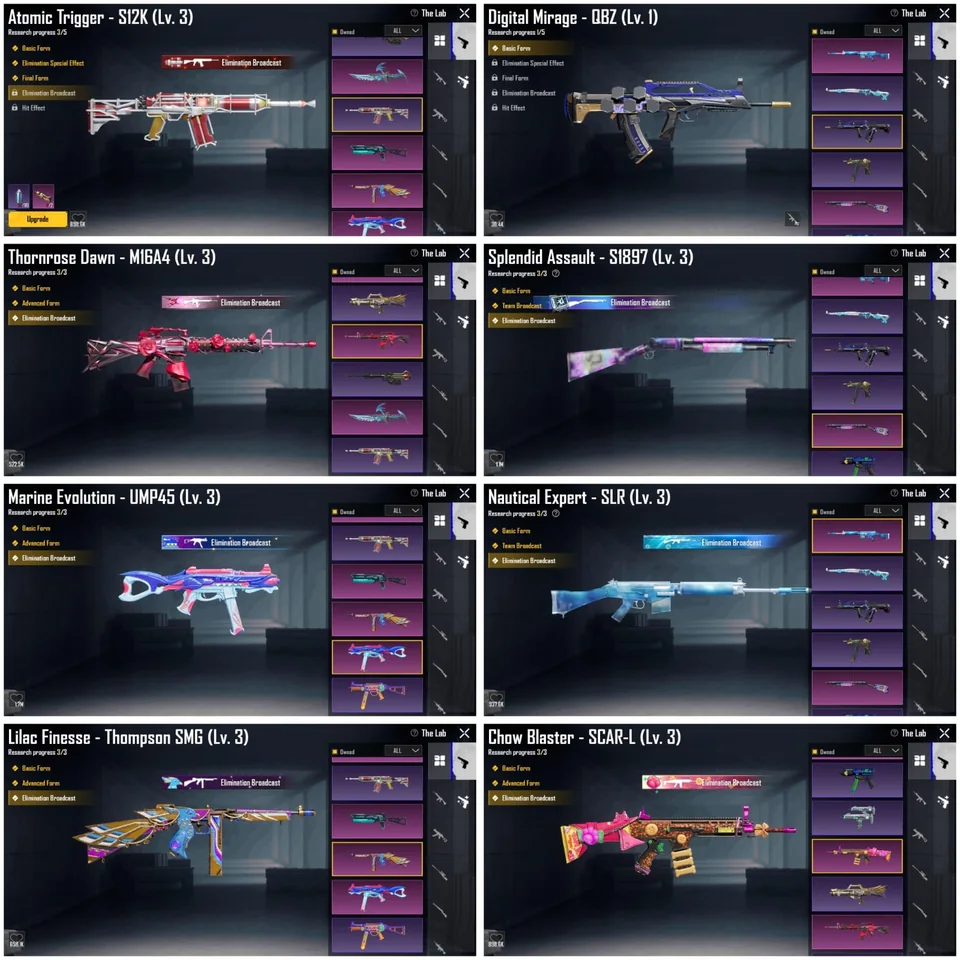 Atomic Trigger - S12K (Lv. 3)
The Lab
Research progress 3/5
Owned
ALL
Basic Form
Elimination Special Effect
Final Form
Elimination Broadcast
Hit Effect
Elimination Broadcast
Upgrade
Digital Mirage - QBZ (Lv. 1)
The Lab
Research progress 1/5
Owned
ALL
Basic Form
Elimination Special Effect
Final Form
Elimination Broadcast
Hit Effect
Thornrose Dawn - M16A4 (Lv. 3)
The Lab
Research progress 3/3
Owned
ALL
Basic Form
Advanced Form
Elimination Broadcast
Elimination Broadcast
Splendid Assault - S1897 (Lv. 3)
The Lab
Research progress 3/3
Owned
ALL
Basic Form
Team Broadcast
Elimination Broadcast
Elimination Broadcast
1M
Marine Evolution - UMP45 (Lv. 3)
The Lab
Research progress 3/3
Owned
ALL
Basic Form
Advanced Form
Elimination Broadcast
Elimination Broadcast
Nautical Expert - SLR (Lv. 3)
The Lab
Research progress 3/3
Owned
ALL
Basic Form
Team Broadcast
Elimination Broadcast
Elimination Broadcast
Lilac Finesse - Thompson SMG (Lv. 3)
The Lab
Research progress 3/3
Owned
ALL
Basic Form
Advanced Form
Elimination Broadcast
Elimination Broadcast
Chow Blaster - SCAR-L (Lv. 3)
The Lab
Research progress 3/3
Owned
ALL
Basic Form
Advanced Form
Elimination Broadcast
Elimination Broadcast